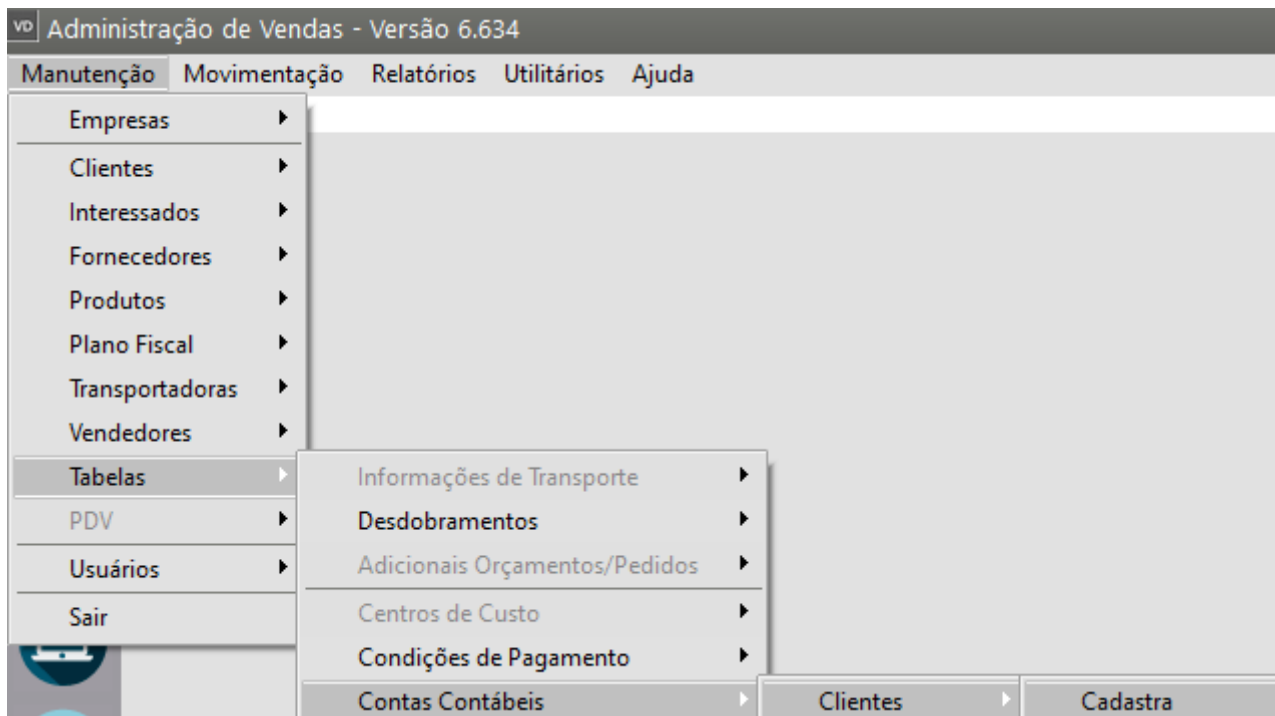 VD Administração de Vendas - Versão 6.634
Manutenção Movimentação Relatórios Utilitários Ajuda
Empresas
Clientes
Interessados
Fornecedores
Produtos
Plano Fiscal
Transportadoras
Vendedores
Tabelas
PDV
Usuários
Sair
Informações de Transporte
Desdobramentos
Adicionais Orçamentos/Pedidos
Centros de Custo
Condições de Pagamento
Contas Contábeis
Clientes
Cadastra